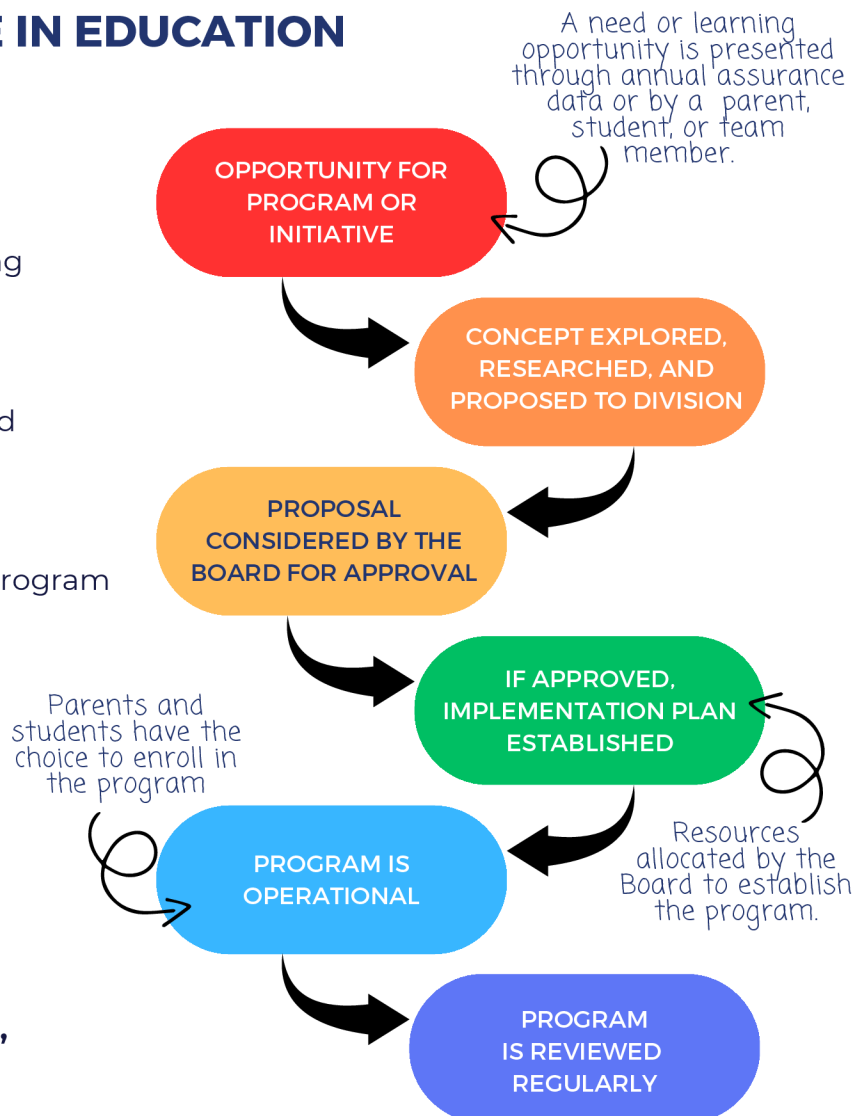 E IN EDUCATION
A need or learning
opportunity is presented
through annual assurance
data or by a parent,
student, or team
member.
OPPORTUNITY FOR
PROGRAM OR
INITIATIVE
CONCEPT EXPLORED,
RESEARCHED, AND
PROPOSED TO DIVISION
PROPOSAL
CONSIDERED BY THE
BOARD FOR APPROVAL
rogram
IF APPROVED,
IMPLEMENTATION PLAN
ESTABLISHED
Parents and
students have the
choice to enroll in
the program
Resources
allocated by the
Board to establish
the program.
PROGRAM IS
OPERATIONAL
PROGRAM
IS REVIEWED
REGULARLY